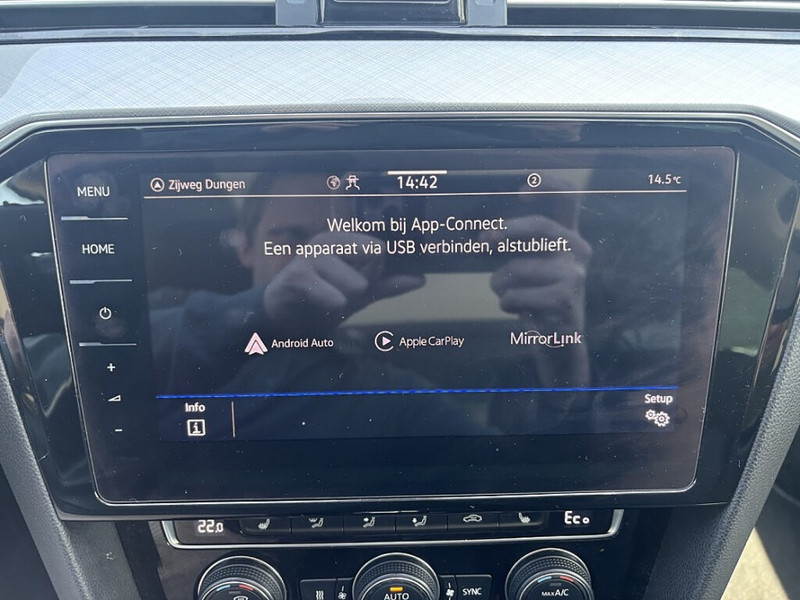 MENU
HOME
Zijweg Dungen
14:42
2
14.5°C
Welkom bij App-Connect.
Een apparaat via USB verbinden, alstublieft.
Android Auto
Apple CarPlay
MirrorLink
Info
Setup
+
-
22.0
Eco
AUTO
SYNC
MAX A/C